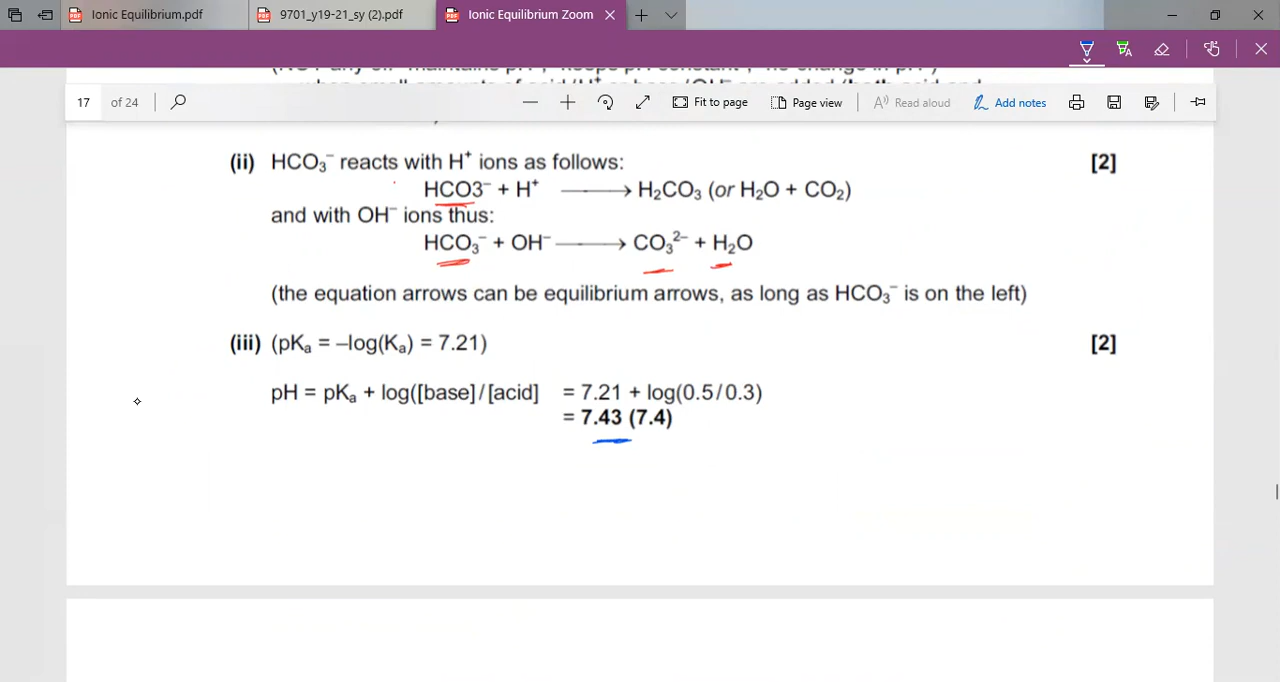 Ionic Equilibrium.pdf
9701_y19-21_sy (2).pdf
Ionic Equilibrium Zoom
17 of 24
Fit to page
Page view
Read aloud
Add notes
(ii) HCO₃⁻ reacts with H⁺ ions as follows: [2]
HCO3⁻ + H⁺ ⟶ H₂CO₃ (or H₂O + CO₂)
and with OH⁻ ions thus:
HCO₃⁻ + OH⁻ ⟶ CO₃²⁻ + H₂O
(the equation arrows can be equilibrium arrows, as long as HCO₃⁻ is on the left)
(iii) (pKₐ = –log(Kₐ) = 7.21) [2]
pH = pKₐ + log([base]/[acid] = 7.21 + log(0.5/0.3)
= 7.43 (7.4)